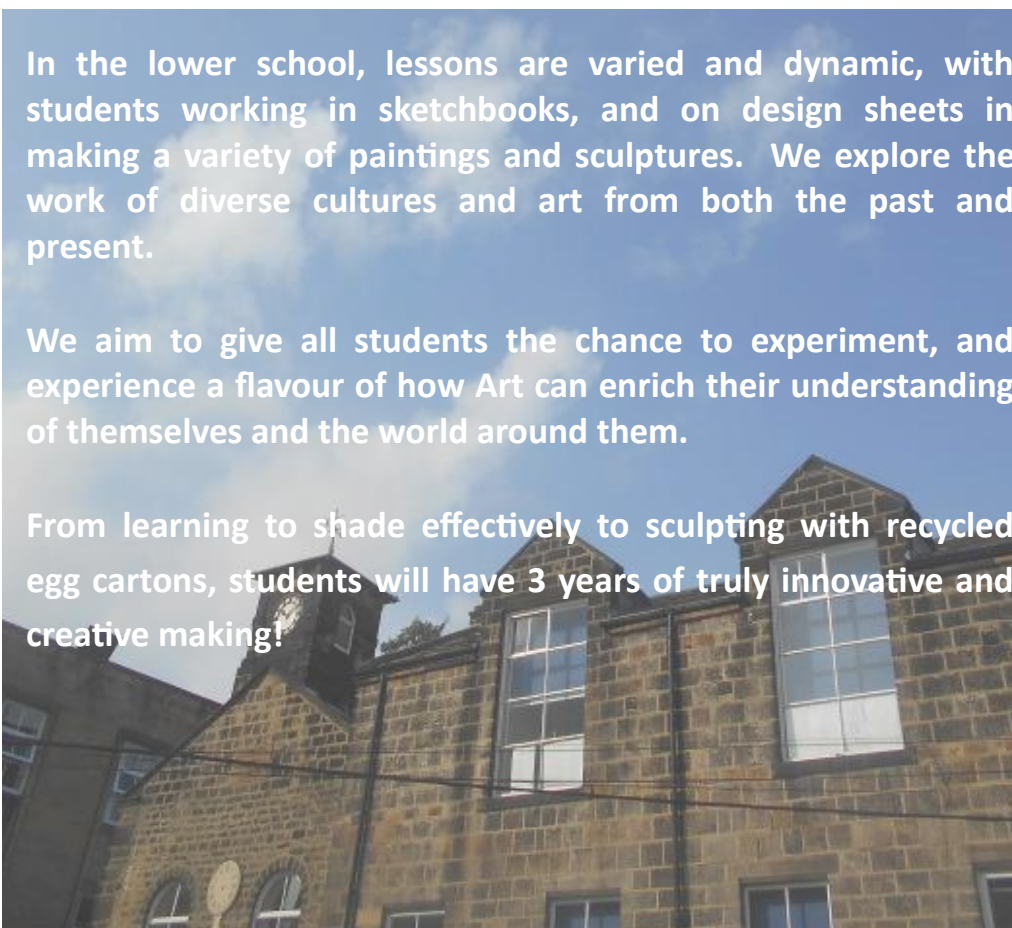 In the lower school, lessons are varied and dynamic, with
students working in sketchbooks, and on design sheets in
making a variety of paintings and sculptures. We explore the
work of diverse cultures and art from both the past and
present.
We aim to give all students the chance to experiment, and
experience a flavour of how Art can enrich their understanding
of themselves and the world around them.
From learning to shade effectively to sculpting with recycled
egg cartons, students will have 3 years of truly innovative and
creative making!